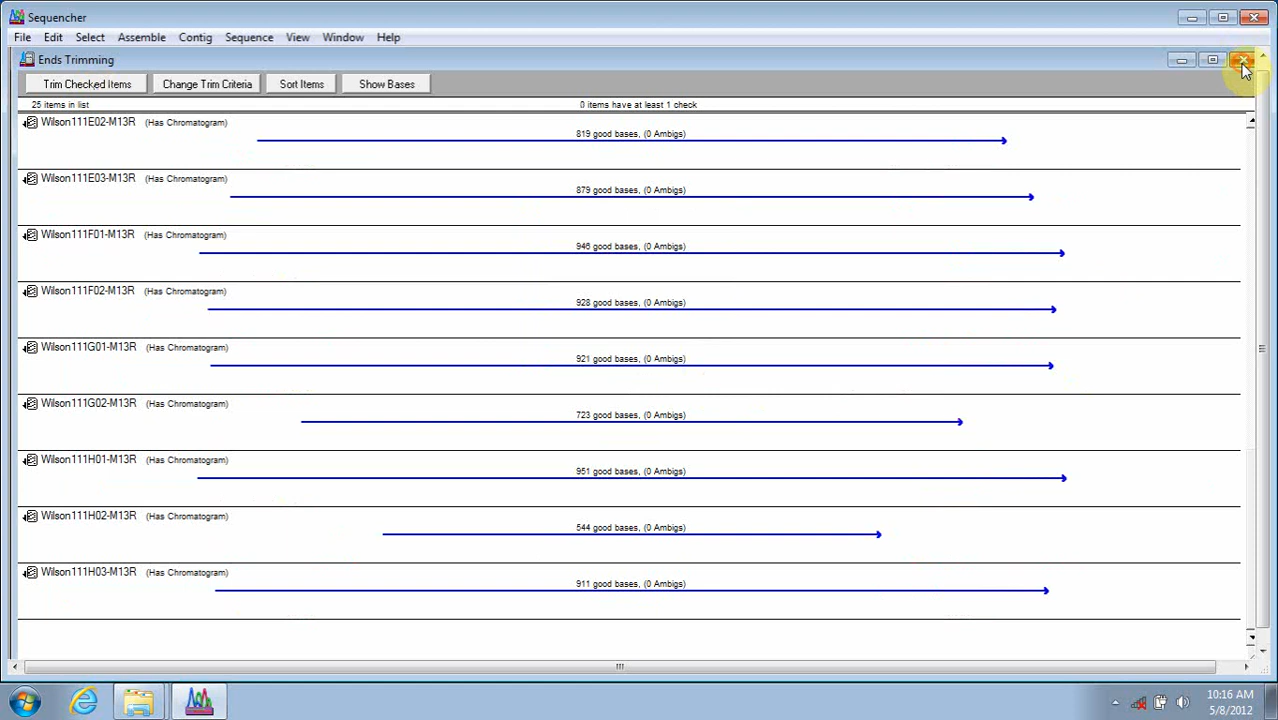 Sequencher
File Edit Select Assemble Contig Sequence View Window Help
Ends Trimming
Trim Checked Items Change Trim Criteria Sort Items Show Bases
25 items in list 0 items have at least 1 check
Wilson111E02-M13R (Has Chromatogram)
819 good bases, (0 Ambigs)
Wilson111E03-M13R (Has Chromatogram)
879 good bases, (0 Ambigs)
Wilson111F01-M13R (Has Chromatogram)
946 good bases, (0 Ambigs)
Wilson111F02-M13R (Has Chromatogram)
928 good bases, (0 Ambigs)
Wilson111G01-M13R (Has Chromatogram)
921 good bases, (0 Ambigs)
Wilson111G02-M13R (Has Chromatogram)
723 good bases, (0 Ambigs)
Wilson111H01-M13R (Has Chromatogram)
951 good bases, (0 Ambigs)
Wilson111H02-M13R (Has Chromatogram)
544 good bases, (0 Ambigs)
Wilson111H03-M13R (Has Chromatogram)
911 good bases, (0 Ambigs)
10:16 AM
5/8/2012